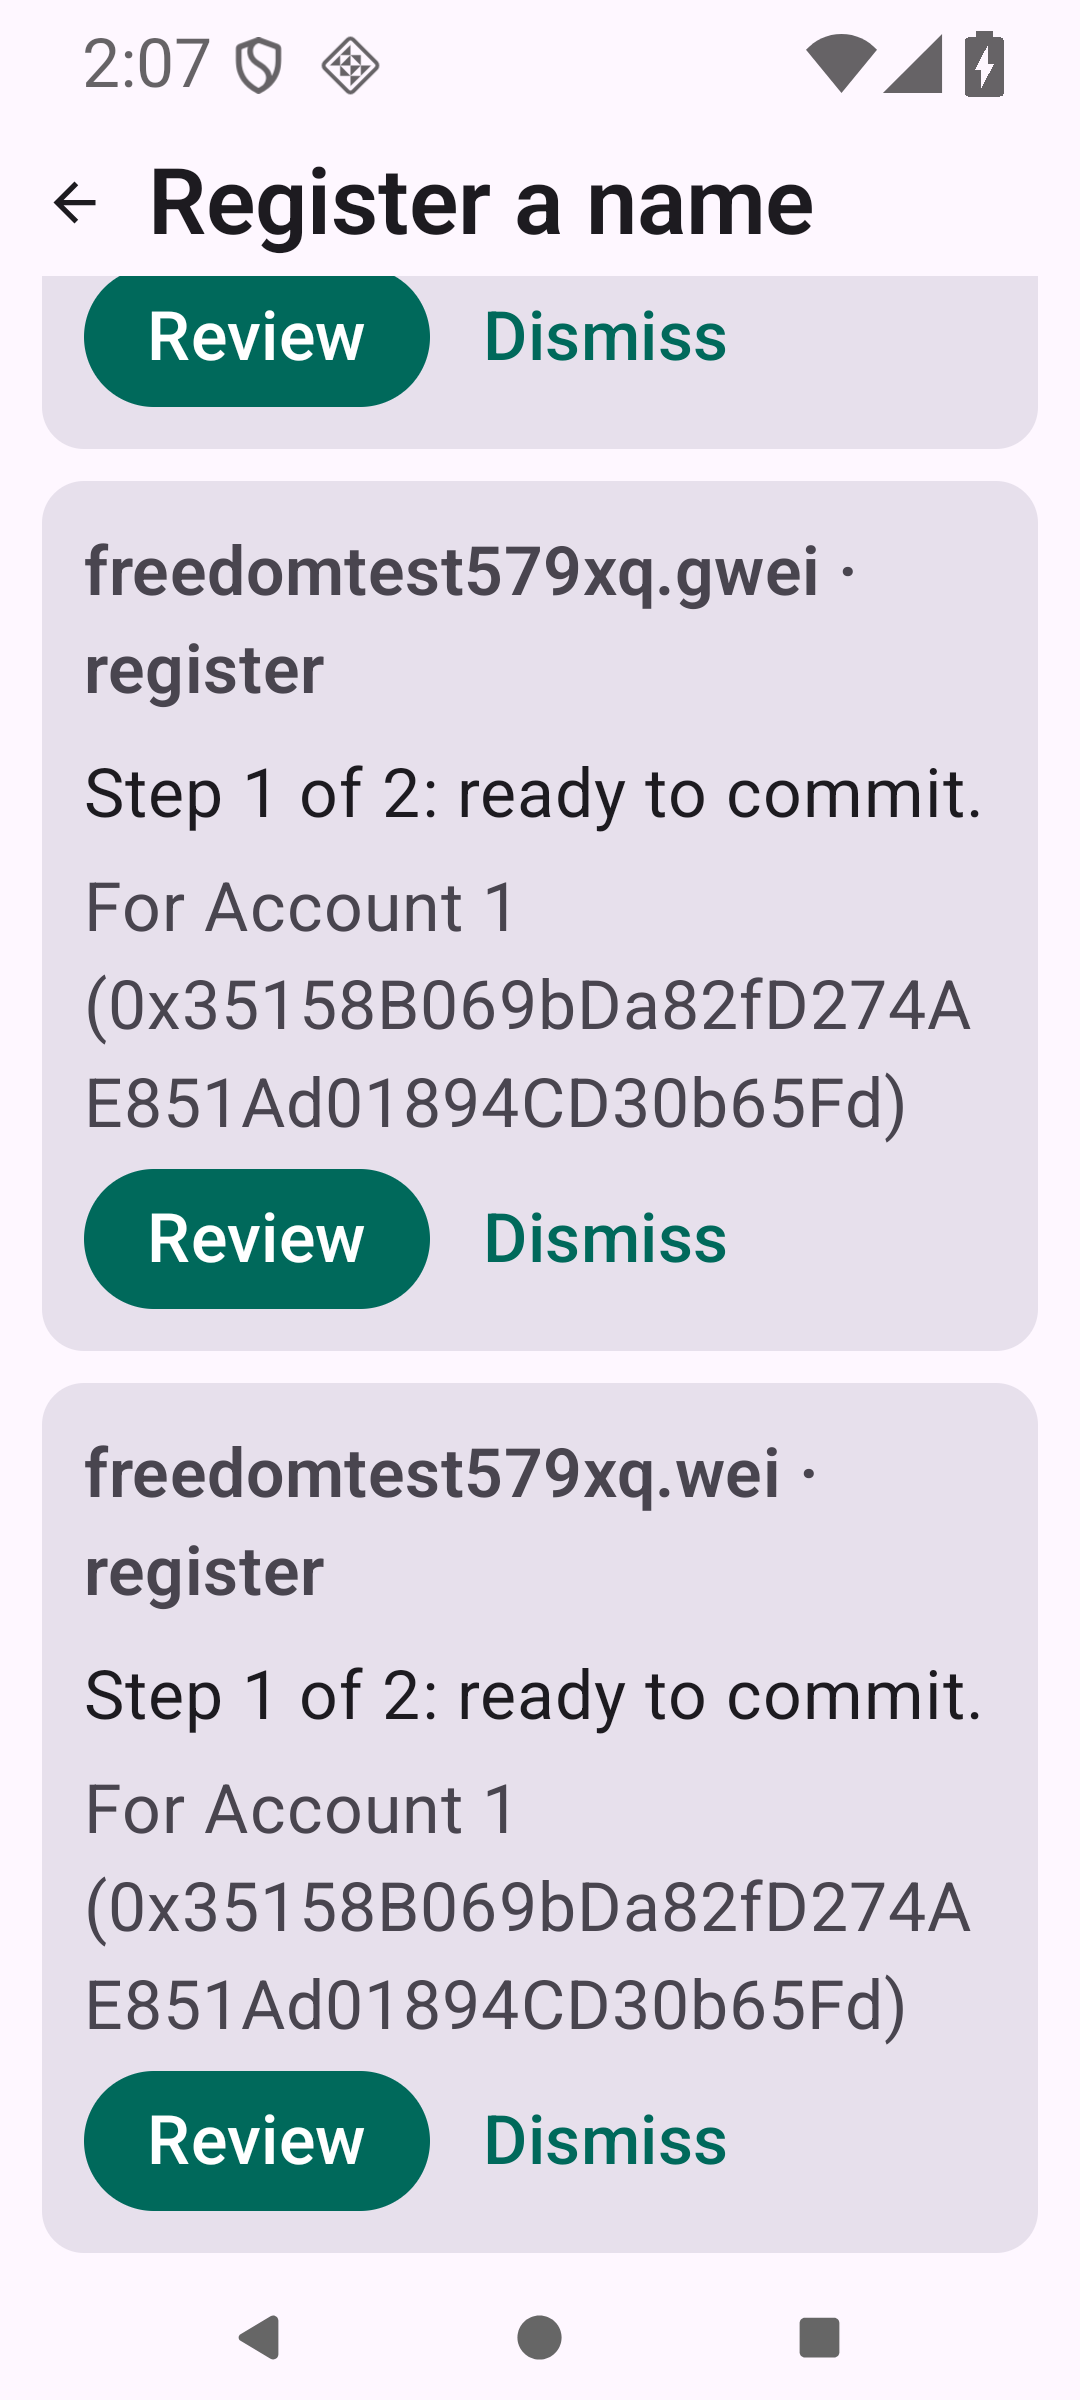 2:07
Register a name
Review Dismiss
freedomtest579xq.gwei ·
register
Step 1 of 2: ready to commit.
For Account 1
(0x35158B069bDa82fD274A
E851Ad01894CD30b65Fd)
Review Dismiss
freedomtest579xq.wei ·
register
Step 1 of 2: ready to commit.
For Account 1
(0x35158B069bDa82fD274A
E851Ad01894CD30b65Fd)
Review Dismiss